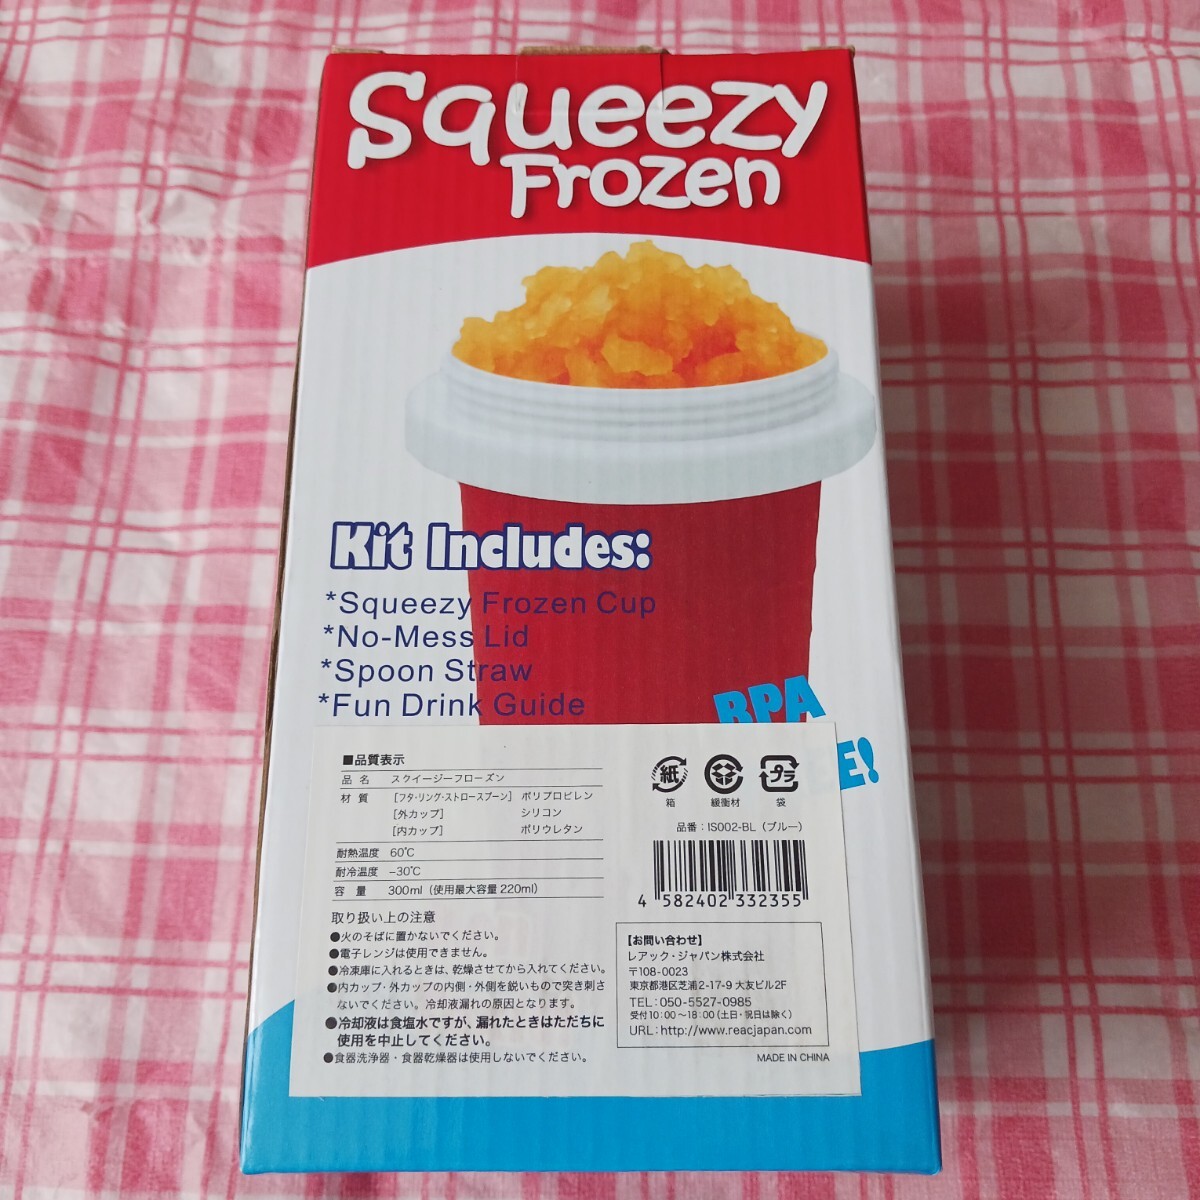 Squeezy
Frozen
Kit Includes:
*Squeezy Frozen Cup
*No-Mess Lid
*Spoon Straw
*Fun Drink Guide
BPA
E!
■品質表示
品 名 スクイージーフローズン
材 質 [フタ・リング・ストロースプーン] ポリプロピレン
[外カップ] シリコン
[内カップ] ポリウレタン
耐熱温度 60℃
耐冷温度 -30℃
容 量 300ml（使用最大容量220ml）
取り扱い上の注意
●火のそばに置かないでください。
●電子レンジは使用できません。
●冷凍庫に入れるときは、乾燥させてから入れてください。
●内カップ・外カップの内側・外側を鋭いもので突き刺さ
ないでください。冷却液漏れの原因となります。
●冷却液は食塩水ですが、漏れたときはただちに
使用を中止してください。
●食器洗浄器・食器乾燥器は使用しないでください。
紙 プラ
箱 緩衝材 袋
品番：IS002-BL（ブルー）
4 582402 332355
【お問い合わせ】
レアック・ジャパン株式会社
〒108-0023
東京都港区芝浦2-17-9 大友ビル2F
TEL：050-5527-0985
受付10：00〜18：00（土日・祝日は除く）
URL：http://www.reacjapan.com
MADE IN CHINA